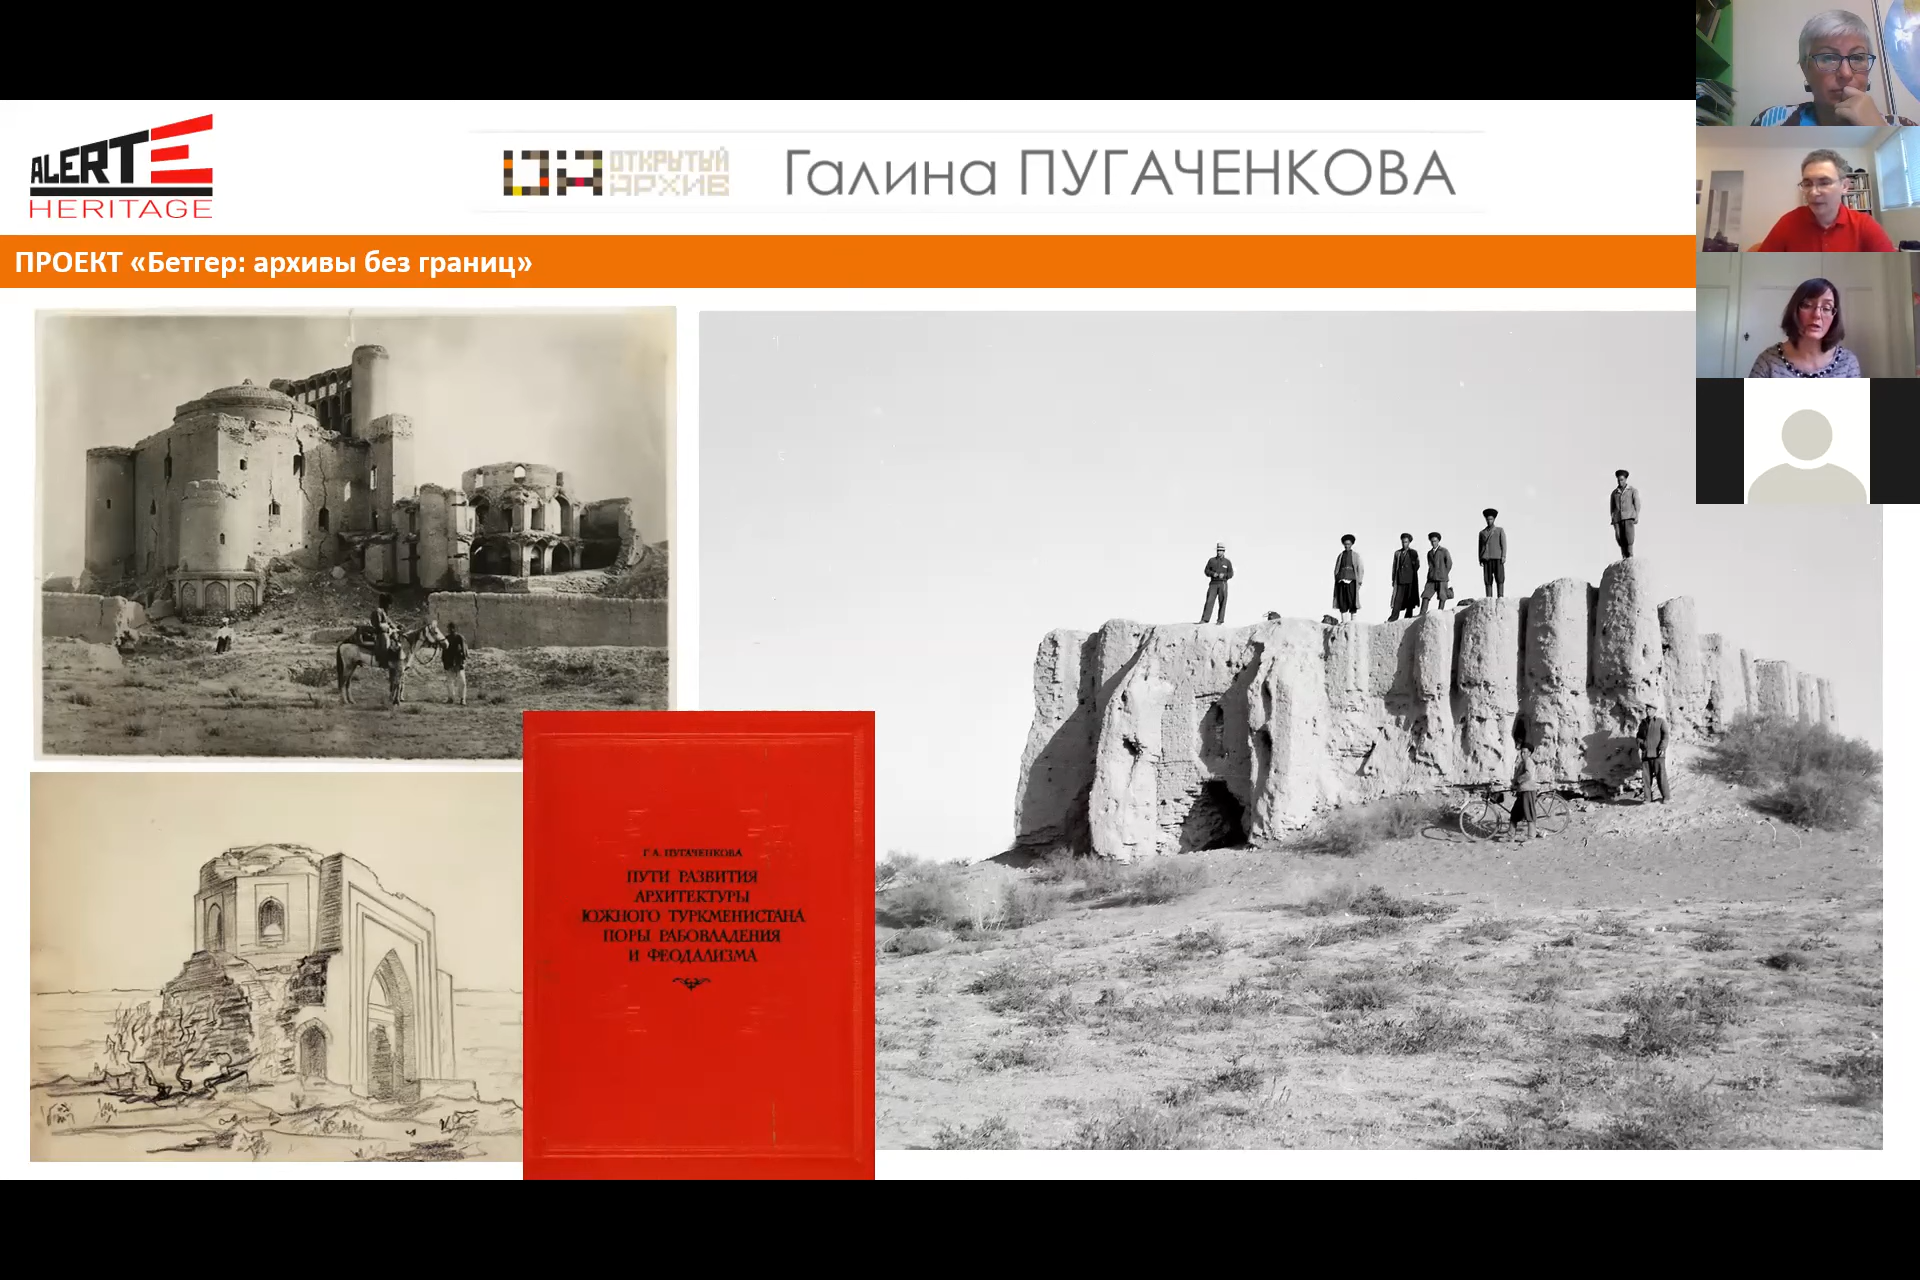 ALERTE
HERITAGE
ОТКРЫТЫЙ
АРХИВ
Галина ПУГАЧЕНКОВА
ПРОЕКТ «Бетгер: архивы без границ»
Г. А. ПУГАЧЕНКОВА
ПУТИ РАЗВИТИЯ
АРХИТЕКТУРЫ
ЮЖНОГО ТУРКМЕНИСТАНА
ПОРЫ РАБОВЛАДЕНИЯ
И ФЕОДАЛИЗМА